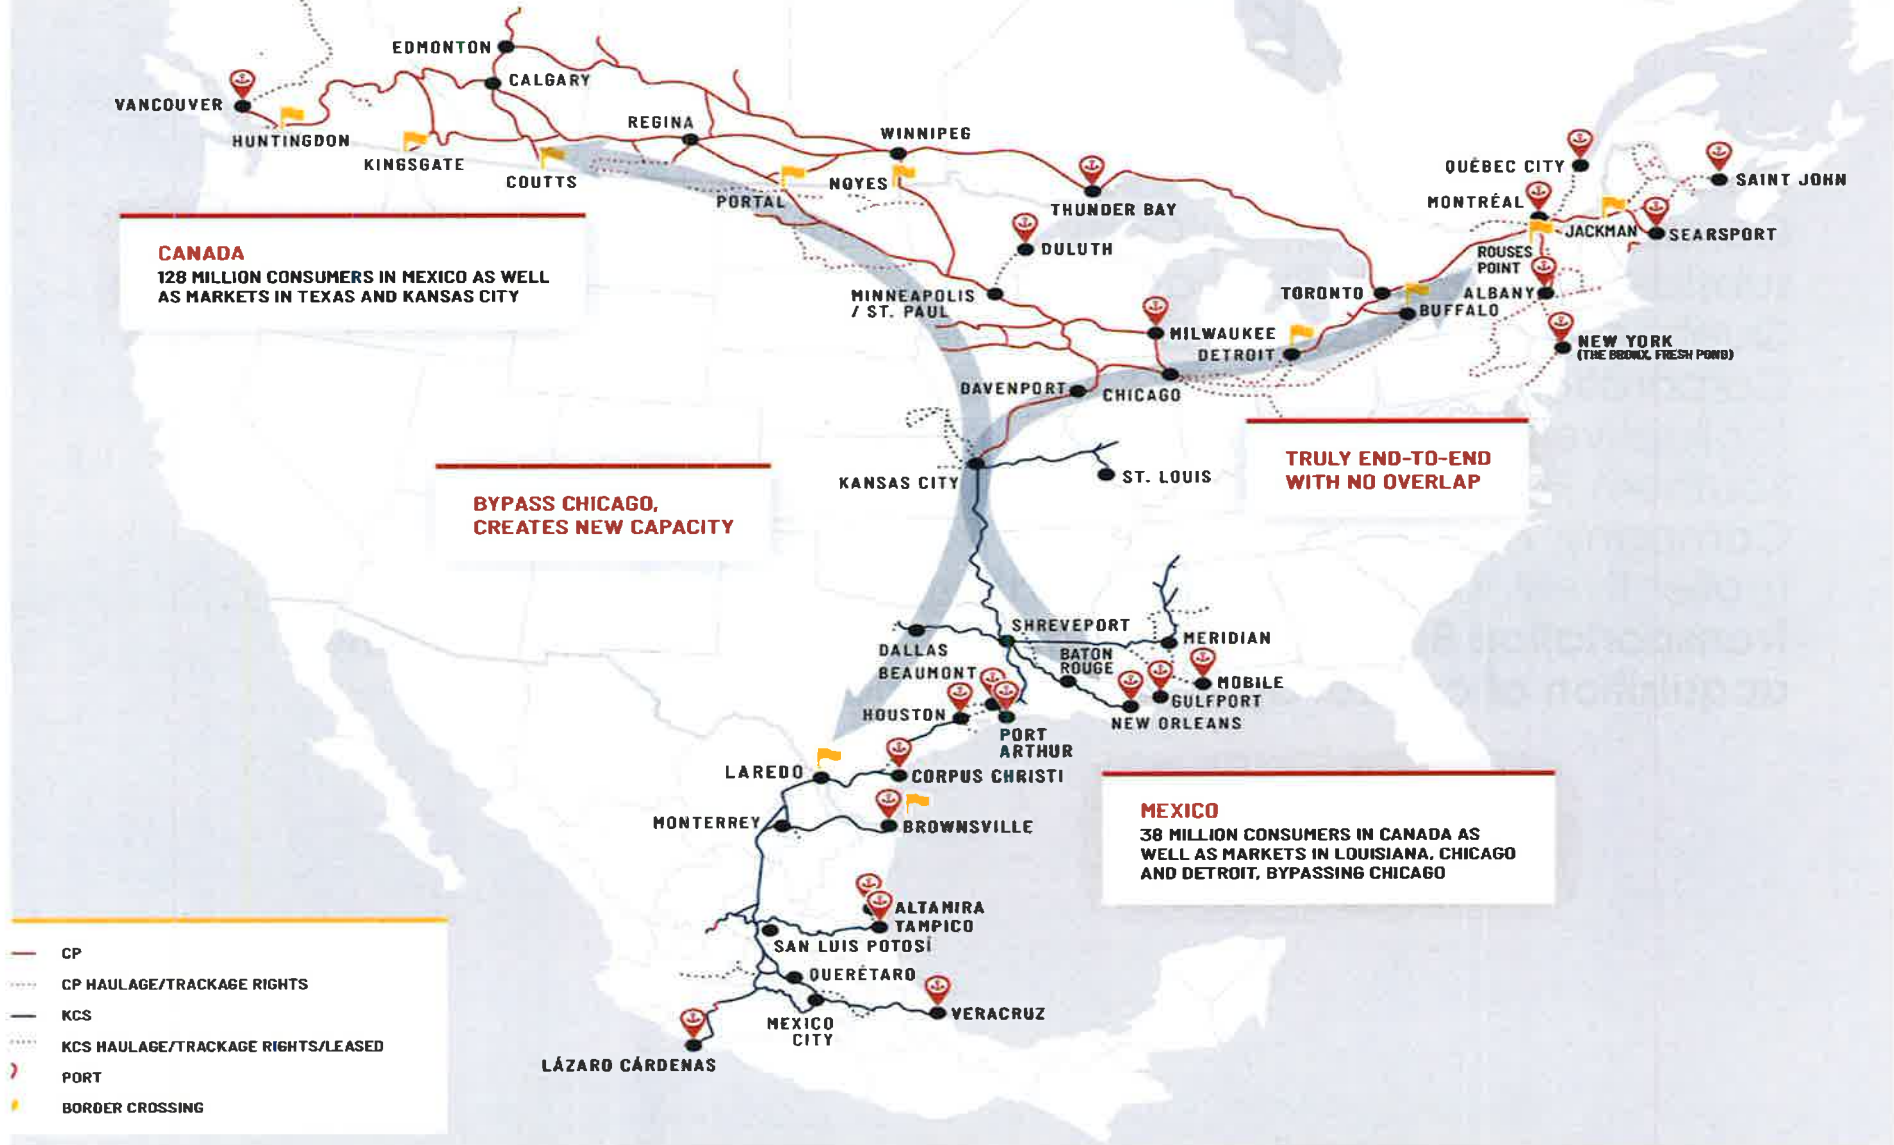 EDMONTON
CALGARY
VANCOUVER
HUNTINGDON
KINGSGATE
COUTTS
REGINA
WINNIPEG
PORTAL
NOYES
THUNDER BAY
DULUTH
QUÉBEC CITY
MONTRÉAL
SAINT JOHN
JACKMAN
SEARSPORT
ROUSES
POINT
ALBANY
TORONTO
BUFFALO
NEW YORK
(THE BRONX, FRESH POND)
MINNEAPOLIS
/ ST. PAUL
MILWAUKEE
DETROIT
DAVENPORT
CHICAGO
CANADA
128 MILLION CONSUMERS IN MEXICO AS WELL
AS MARKETS IN TEXAS AND KANSAS CITY
BYPASS CHICAGO,
CREATES NEW CAPACITY
TRULY END-TO-END
WITH NO OVERLAP
KANSAS CITY
ST. LOUIS
SHREVEPORT
MERIDIAN
DALLAS
BATON
ROUGE
BEAUMONT
MOBILE
GULFPORT
HOUSTON
NEW ORLEANS
PORT
ARTHUR
LAREDO
CORPUS CHRISTI
MONTERREY
BROWNSVILLE
MEXICO
38 MILLION CONSUMERS IN CANADA AS
WELL AS MARKETS IN LOUISIANA, CHICAGO
AND DETROIT, BYPASSING CHICAGO
ALTAMIRA
TAMPICO
SAN LUIS POTOSÍ
QUERÉTARO
MEXICO
CITY
VERACRUZ
LÁZARO CÁRDENAS
CP
CP HAULAGE/TRACKAGE RIGHTS
KCS
KCS HAULAGE/TRACKAGE RIGHTS/LEASED
PORT
BORDER CROSSING